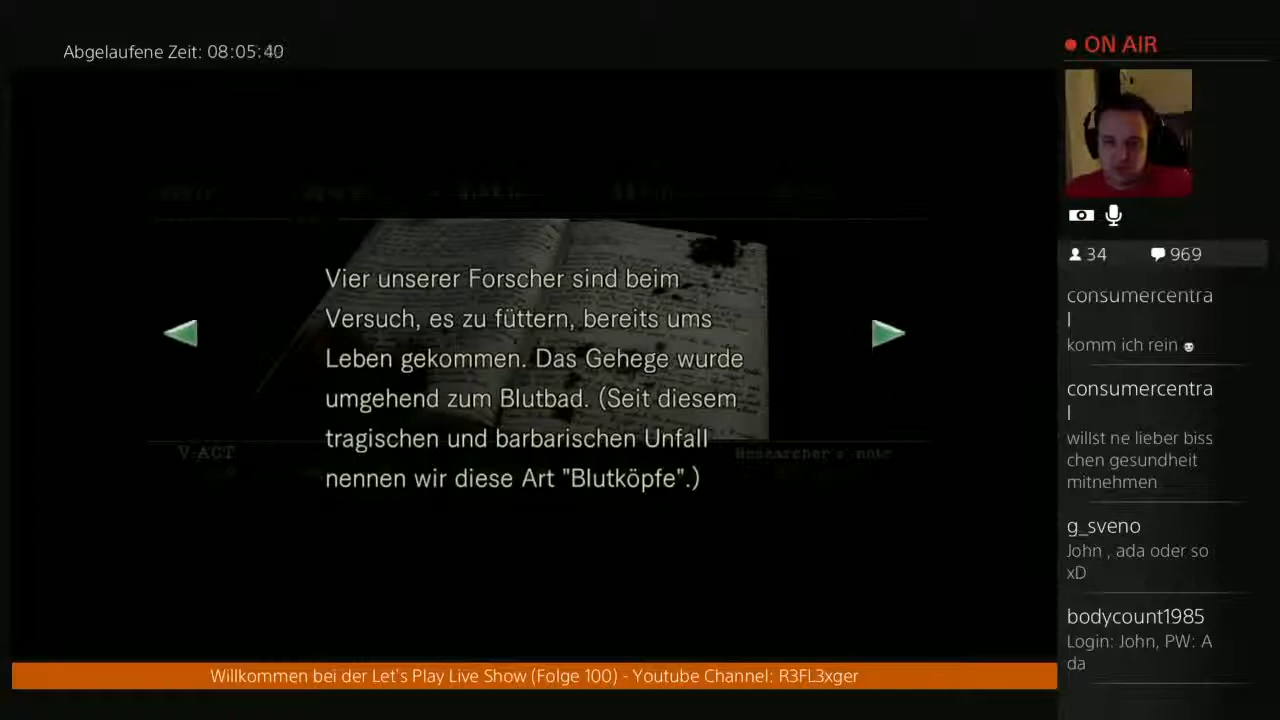 Abgelaufene Zeit: 08:05:40
ON AIR
34 969
Vier unserer Forscher sind beim
Versuch, es zu füttern, bereits ums
Leben gekommen. Das Gehege wurde
umgehend zum Blutbad. (Seit diesem
tragischen und barbarischen Unfall
nennen wir diese Art "Blutköpfe".)
V-ACT
Researcher's note
consumercentra
l
komm ich rein
consumercentra
l
willst ne lieber biss
chen gesundheit
mitnehmen
g_sveno
John , ada oder so
xD
bodycount1985
Login: John, PW: A
da
Willkommen bei der Let's Play Live Show (Folge 100) - Youtube Channel: R3FL3xger